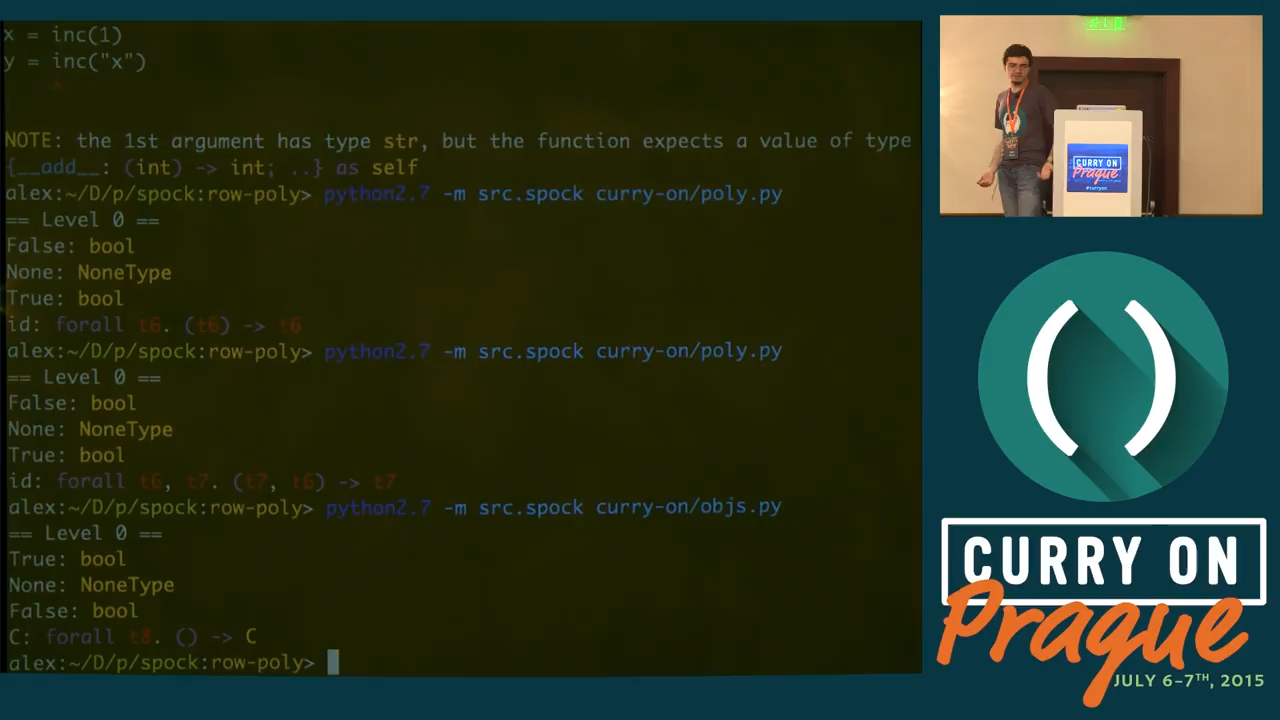 x = inc(1)
y = inc("x")
^
NOTE: the 1st argument has type str, but the function expects a value of type
{__add__: (int) -> int; ..} as self
alex:~/D/p/spock:row-poly> python2.7 -m src.spock curry-on/poly.py
== Level 0 ==
False: bool
None: NoneType
True: bool
id: forall t6. (t6) -> t6
alex:~/D/p/spock:row-poly> python2.7 -m src.spock curry-on/poly.py
== Level 0 ==
False: bool
None: NoneType
True: bool
id: forall t6, t7. (t7, t6) -> t7
alex:~/D/p/spock:row-poly> python2.7 -m src.spock curry-on/objs.py
== Level 0 ==
True: bool
None: NoneType
False: bool
C: forall t8. () -> C
alex:~/D/p/spock:row-poly>
CURRY ON
Prague
#curryon
( )
CURRY ON
Prague
JULY 6-7TH, 2015